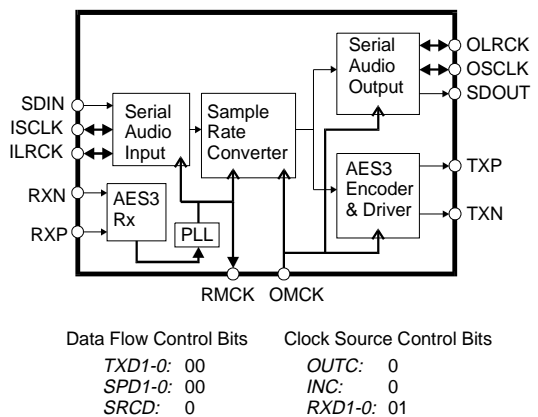 Serial
Audio
Output
OLRCK
OSCLK
SDOUT
SDIN
ISCLK
ILRCK
Serial
Audio
Input
Sample
Rate
Converter
RXN
RXP
AES3
Rx
PLL
AES3
Encoder
& Driver
TXP
TXN
RMCK OMCK
Data Flow Control Bits Clock Source Control Bits
TXD1-0: 00 OUTC: 0
SPD1-0: 00 INC: 0
SRCD: 0 RXD1-0: 01